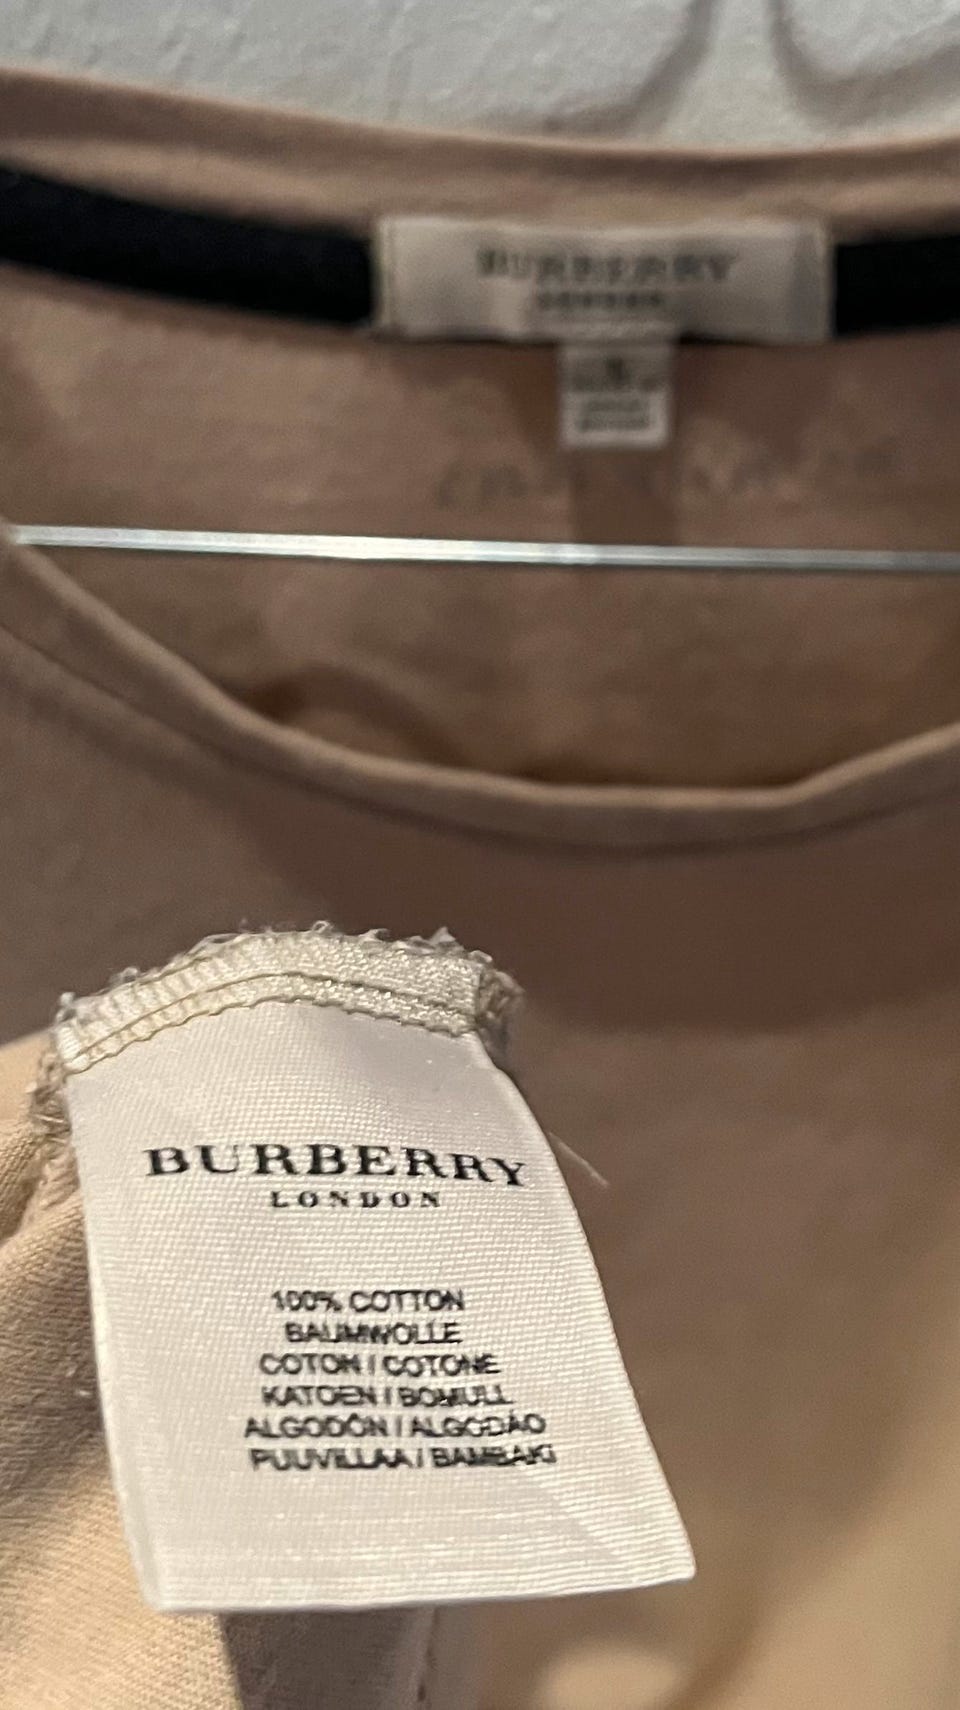 BURBERRY
BURBERRY
LONDON
100% COTTON
BAUMWOLLE
COTON / COTONE
KATOEN / BOMULL
ALGODÓN / ALGODÃO
PUUVILLAA / BAMBAKI